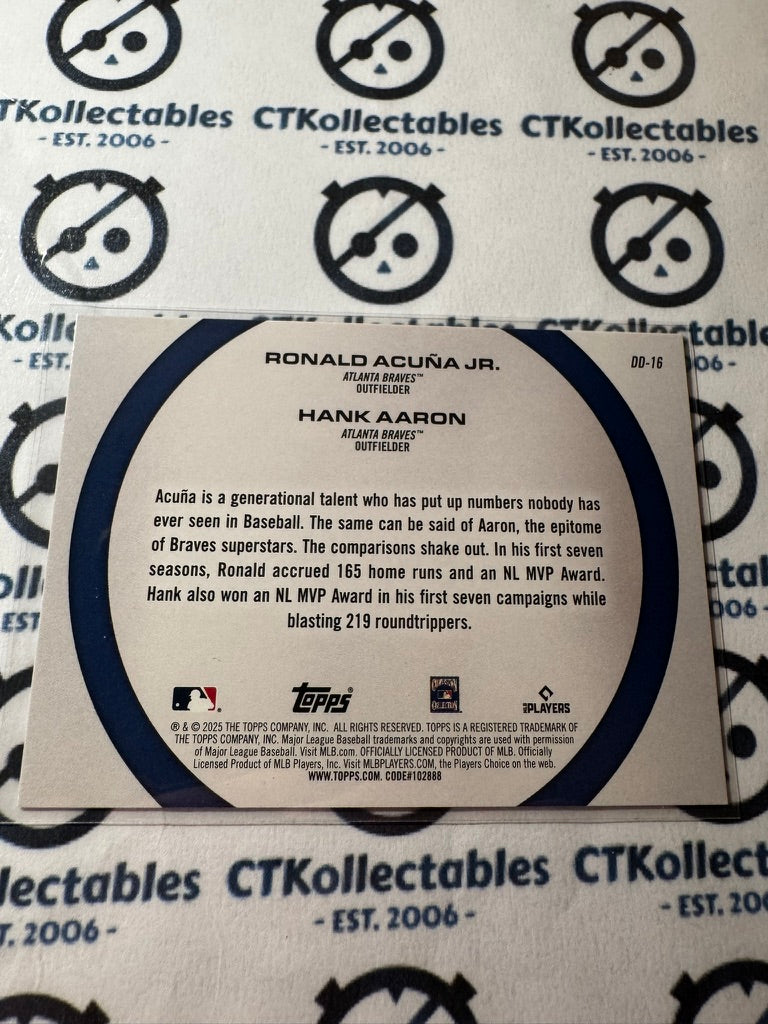 TKollectables CTKollectables CTKollectables
- EST. 2006 - - EST. 2006 - - EST. 2006 -
RONALD ACUÑA JR.
DD-16
ATLANTA BRAVES™
OUTFIELDER
HANK AARON
ATLANTA BRAVES™
OUTFIELDER
Acuña is a generational talent who has put up numbers nobody has
ever seen in Baseball. The same can be said of Aaron, the epitome
of Braves superstars. The comparisons shake out. In his first seven
seasons, Ronald accrued 165 home runs and an NL MVP Award.
Hank also won an NL MVP Award in his first seven campaigns while
blasting 219 roundtrippers.
topps®
PLAYERS
® & © 2025 THE TOPPS COMPANY, INC. ALL RIGHTS RESERVED. TOPPS IS A REGISTERED TRADEMARK OF
THE TOPPS COMPANY, INC. Major League Baseball trademarks and copyrights are used with permission
of Major League Baseball. Visit MLB.com. OFFICIALLY LICENSED PRODUCT OF MLB. Officially
Licensed Product of MLB Players, Inc. Visit MLBPLAYERS.COM, the Players Choice on the web.
WWW.TOPPS.COM. CODE#102888
lectables CTKollectables CTKollect
T. 2006 - - EST. 2006 - - EST. 200